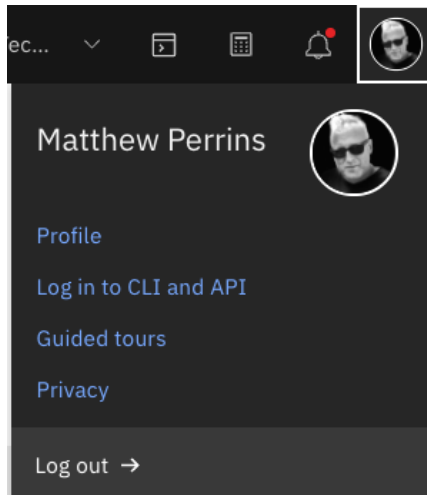 ec...
Matthew Perrins
Profile
Log in to CLI and API
Guided tours
Privacy
Log out →